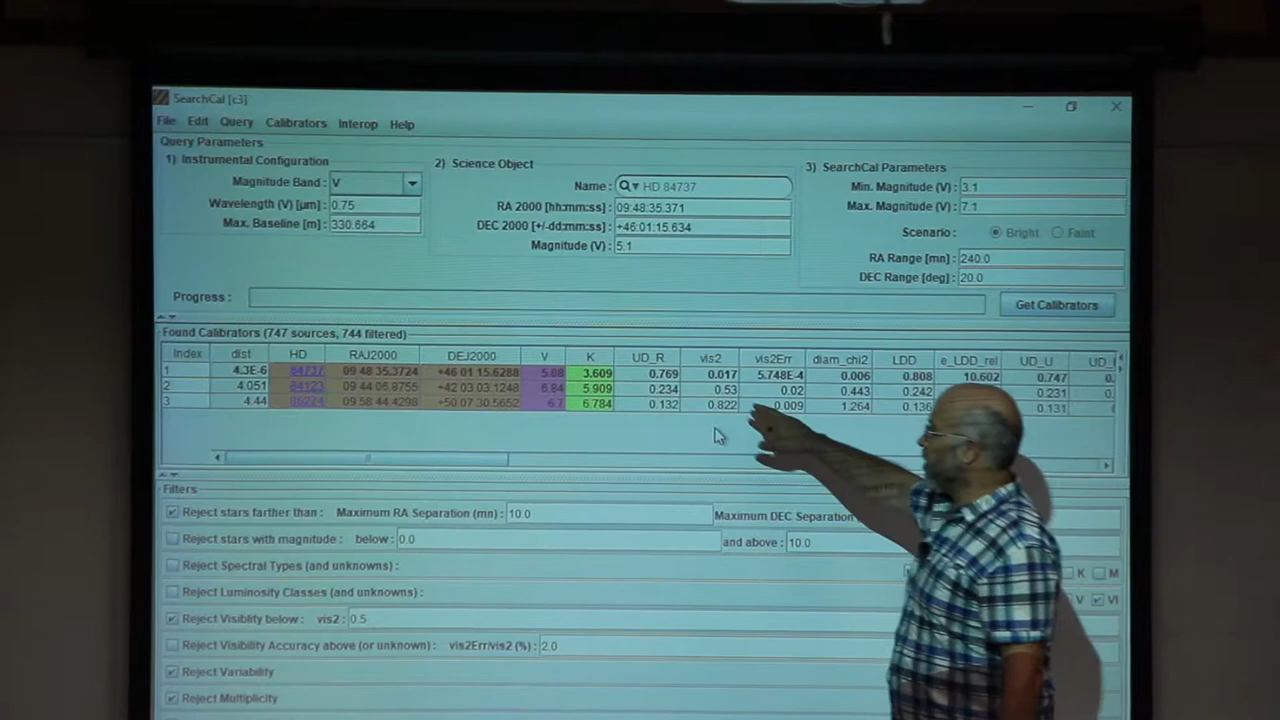 SearchCal [c3]
File Edit Query Calibrators Interop Help
Query Parameters
1) Instrumental Configuration
Magnitude Band : V
Wavelength (V) [µm] : 0.75
Max. Baseline [m] : 330.664
2) Science Object
Name : HD 84737
RA 2000 [hh:mm:ss] : 09:48:35.371
DEC 2000 [+/-dd:mm:ss] : +46:01:15.634
Magnitude (V) : 5.1
3) SearchCal Parameters
Min. Magnitude (V) : 3.1
Max. Magnitude (V) : 7.1
Scenario : Bright Faint
RA Range [mn] : 240.0
DEC Range [deg] : 20.0
Progress :
Get Calibrators
Found Calibrators (747 sources, 744 filtered)
Index dist HD RAJ2000 DEJ2000 V K UD_R vis2 vis2Err diam_chi2 LDD e_LDD_rel UD_U
1 4.3E-6 84737 09 48 35.3724 +46 01 15.6288 5.08 3.609 0.769 0.017 5.748E-4 0.006 0.808 10.602 0.747 0.
2 4.051 84123 09 44 06.8755 +42 03 03.1248 6.84 5.909 0.234 0.53 0.02 0.443 0.242 0.231 0.
3 4.44 86274 09 58 44.4298 +50 07 30.5652 6.7 6.784 0.132 0.822 0.009 1.264 0.136 0.131
Filters
Reject stars farther than : Maximum RA Separation (mn) : 10.0 Maximum DEC Separation
Reject stars with magnitude : below : 0.0 and above : 10.0
Reject Spectral Types (and unknowns) : K M
Reject Luminosity Classes (and unknowns) : V VI
Reject Visiblity below : vis2 : 0.5
Reject Visibility Accuracy above (or unknown) : vis2Err/vis2 (%) : 2.0
Reject Variability
Reject Multiplicity